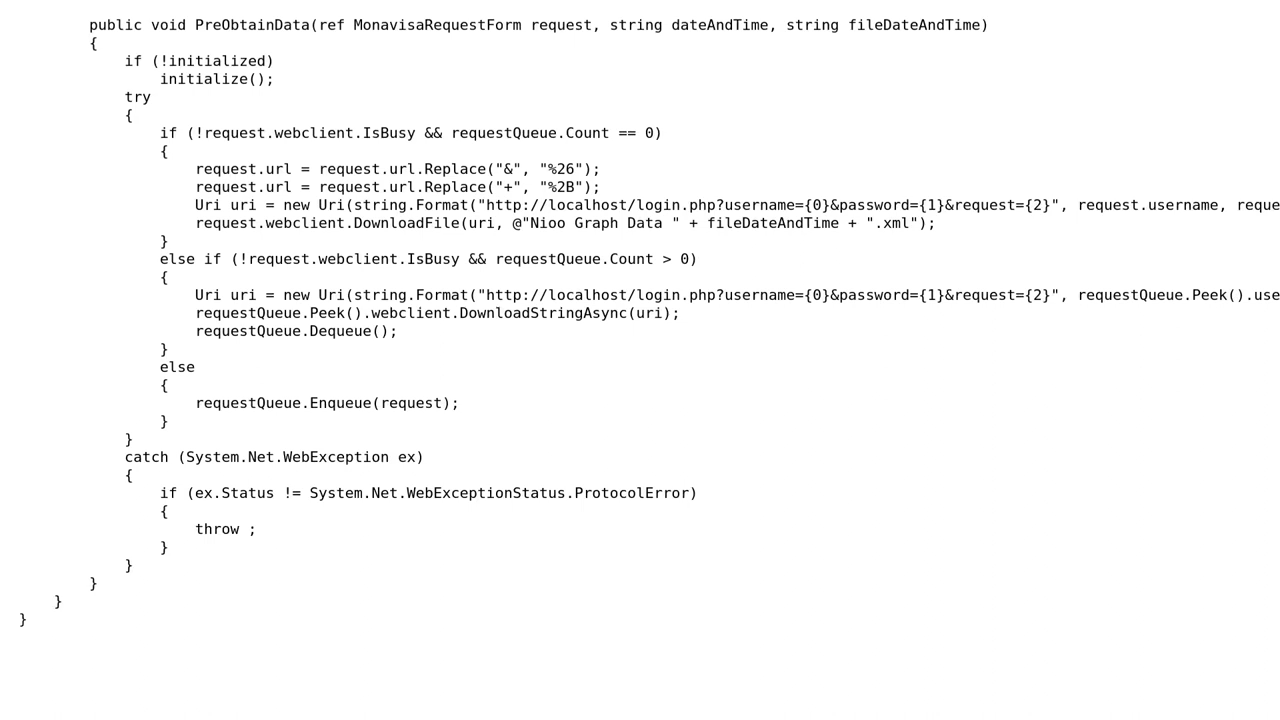 public void PreObtainData(ref MonavisaRequestForm request, string dateAndTime, string fileDateAndTime)
{
if (!initialized)
initialize();
try
{
if (!request.webclient.IsBusy && requestQueue.Count == 0)
{
request.url = request.url.Replace("&", "%26");
request.url = request.url.Replace("+", "%2B");
Uri uri = new Uri(string.Format("http://localhost/login.php?username={0}&password={1}&request={2}", request.username, reque
request.webclient.DownloadFile(uri, @"Nioo Graph Data " + fileDateAndTime + ".xml");
}
else if (!request.webclient.IsBusy && requestQueue.Count > 0)
{
Uri uri = new Uri(string.Format("http://localhost/login.php?username={0}&password={1}&request={2}", requestQueue.Peek().use
requestQueue.Peek().webclient.DownloadStringAsync(uri);
requestQueue.Dequeue();
}
else
{
requestQueue.Enqueue(request);
}
}
catch (System.Net.WebException ex)
{
if (ex.Status != System.Net.WebExceptionStatus.ProtocolError)
{
throw ;
}
}
}
}
}